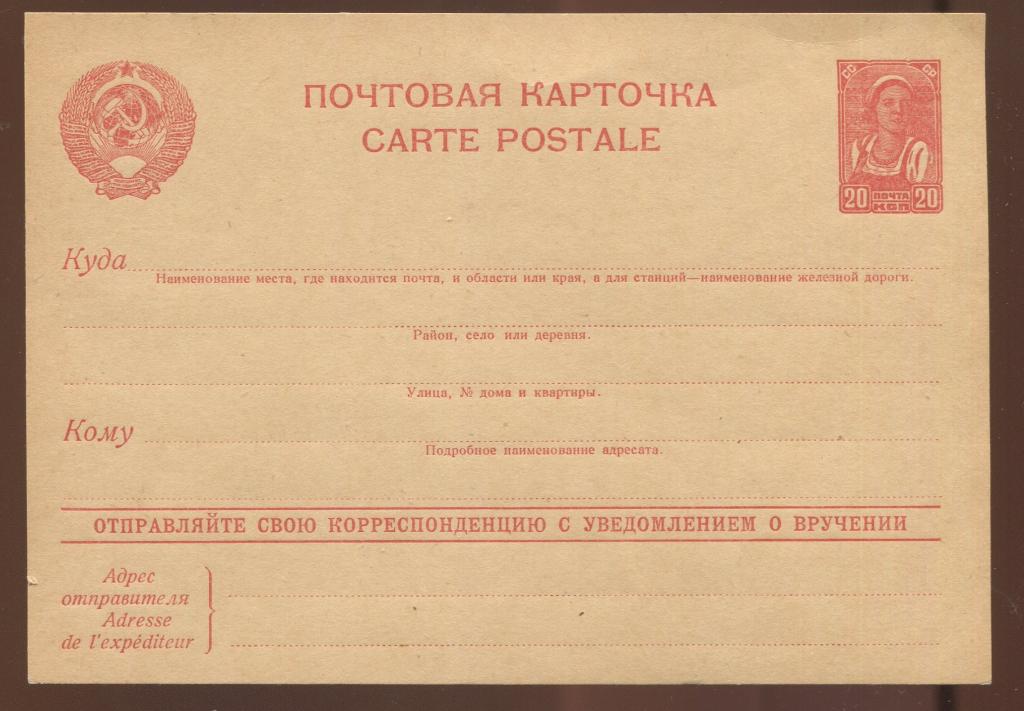 ПОЧТОВАЯ КАРТОЧКА
CARTE POSTALE
СС СР
20 ПОЧТА КОП 20
Куда
Наименование места, где находится почта, и области или края, а для станций—наименование железной дороги.
Район, село или деревня.
Улица, № дома и квартиры.
Кому
Подробное наименование адресата.
ОТПРАВЛЯЙТЕ СВОЮ КОРРЕСПОНДЕНЦИЮ С УВЕДОМЛЕНИЕМ О ВРУЧЕНИИ
Адрес
отправителя
Adresse
de l'expéditeur